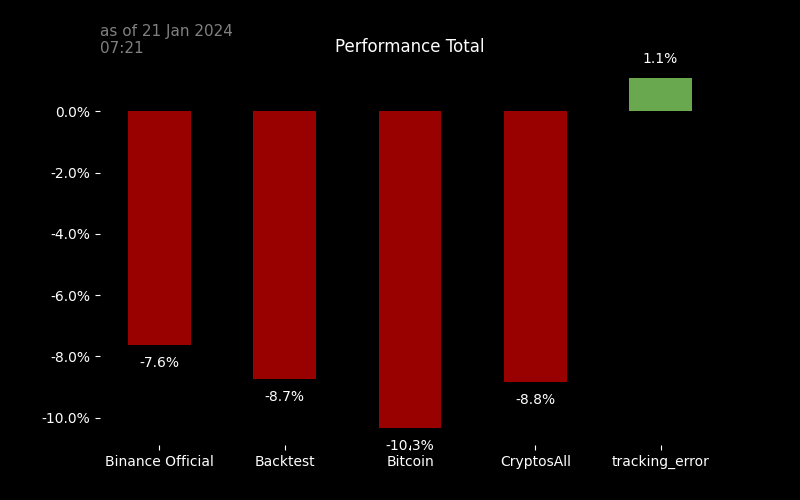 as of 21 Jan 2024
07:21
Performance Total
1.1%
0.0%
-2.0%
-4.0%
-6.0%
-8.0%
-10.0%
-7.6%
-8.7%
-10.3%
-8.8%
Binance Official
Backtest
Bitcoin
CryptosAll
tracking_error